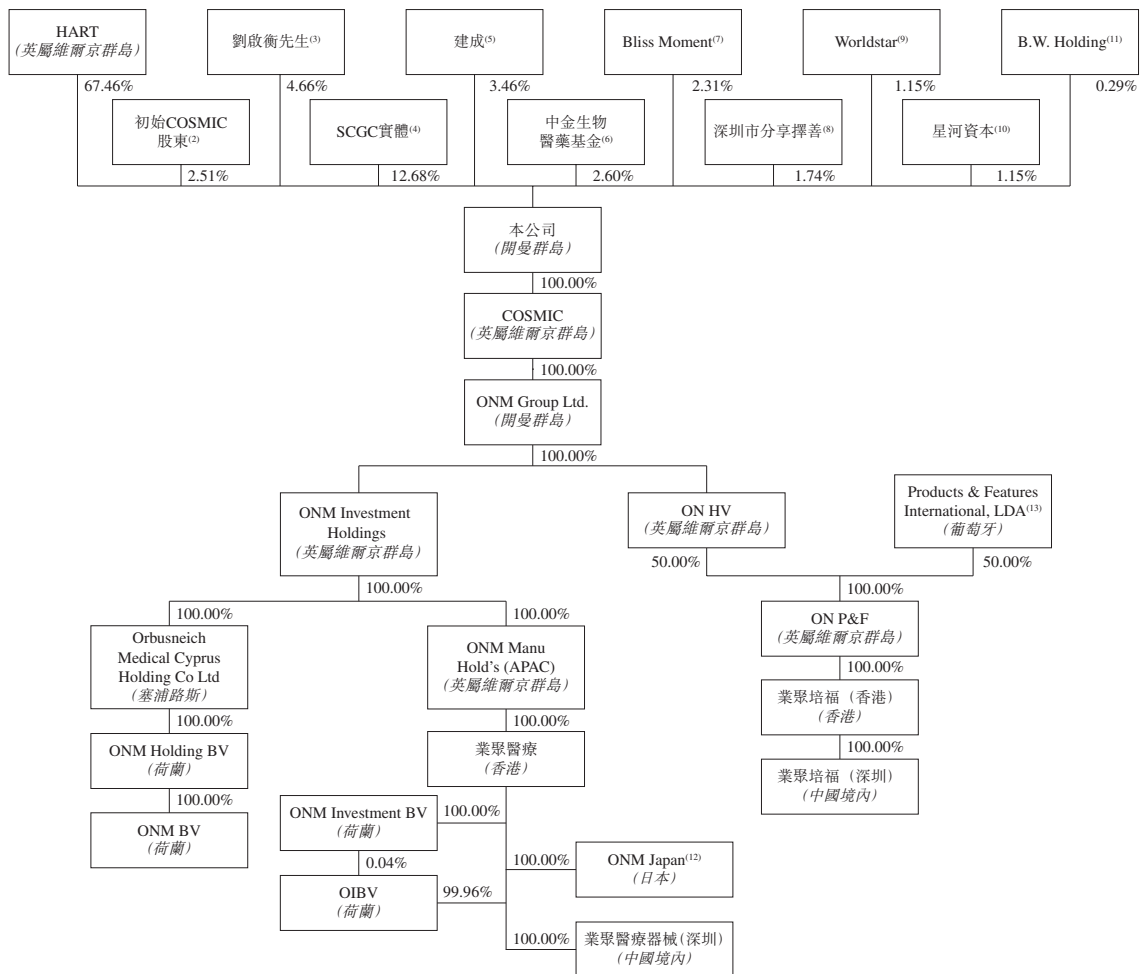 HART
(英屬維爾京群島)
劉啟衡先生(3)
建成(5)
Bliss Moment(7)
Worldstar(9)
B.W. Holding(11)
67.46%
4.66%
3.46%
2.31%
1.15%
0.29%
初始COSMIC
股東(2)
SCGC實體(4)
中金生物
醫藥基金(6)
深圳市分享擇善(8)
星河資本(10)
2.51%
12.68%
2.60%
1.74%
1.15%
本公司
(開曼群島)
100.00%
COSMIC
(英屬維爾京群島)
100.00%
ONM Group Ltd.
(開曼群島)
100.00%
ONM Investment
Holdings
(英屬維爾京群島)
ON HV
(英屬維爾京群島)
Products & Features
International, LDA(13)
(葡萄牙)
50.00%
50.00%
100.00%
100.00%
100.00%
100.00%
Orbusneich
Medical Cyprus
Holding Co Ltd
(塞浦路斯)
ONM Manu
Hold's (APAC)
(英屬維爾京群島)
ON P&F
(英屬維爾京群島)
100.00%
100.00%
100.00%
ONM Holding BV
(荷蘭)
業聚醫療
(香港)
業聚培福（香港）
(香港)
100.00%
100.00%
ONM BV
(荷蘭)
業聚培福（深圳）
(中國境內)
ONM Investment BV
(荷蘭)
100.00%
0.04%
OIBV
(荷蘭)
99.96%
100.00%
ONM Japan(12)
(日本)
100.00%
業聚醫療器械(深圳)
(中國境內)